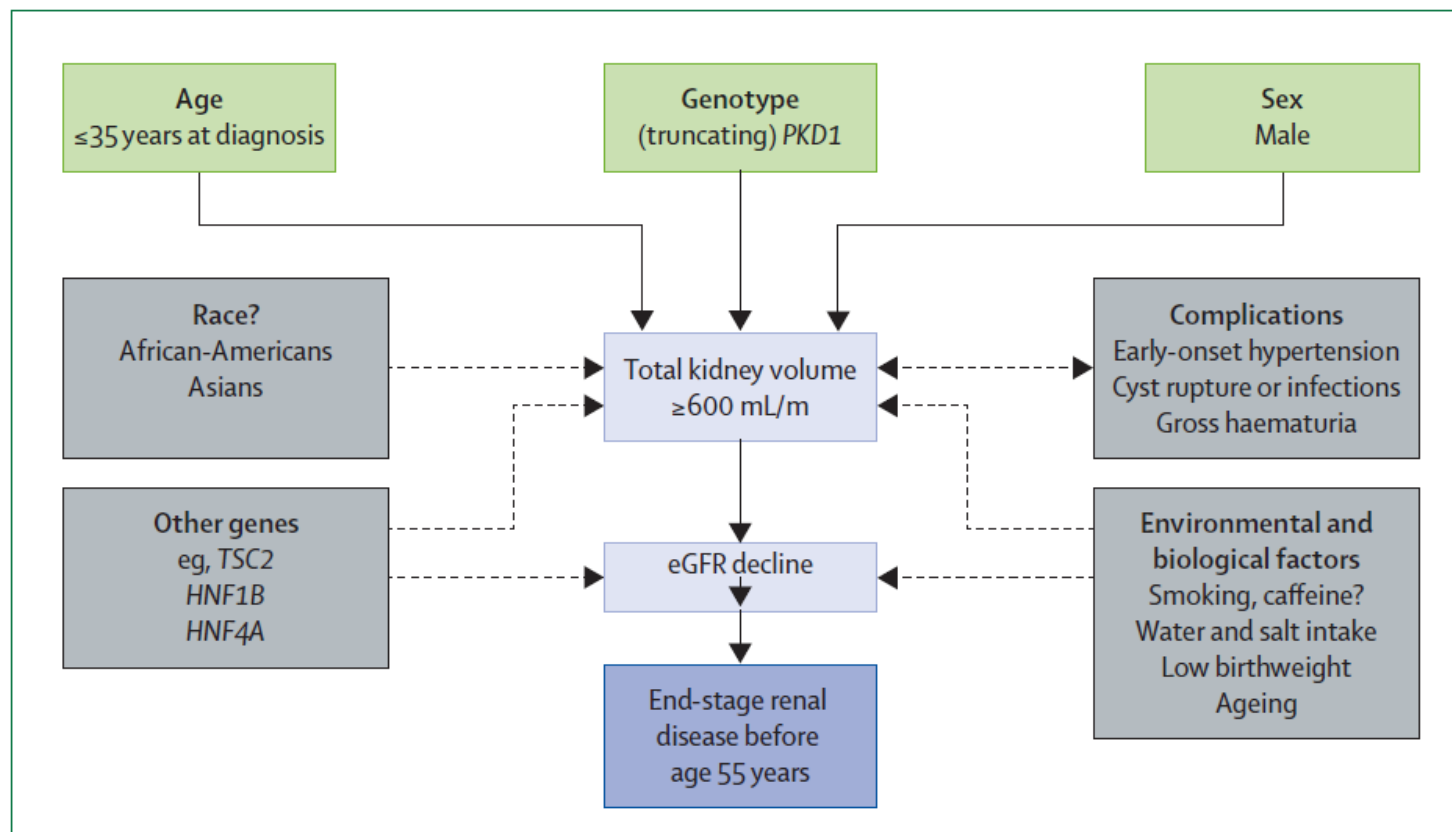 Age
≤35 years at diagnosis
Genotype
(truncating) PKD1
Sex
Male
Race?
African-Americans
Asians
Total kidney volume
≥600 mL/m
Complications
Early-onset hypertension
Cyst rupture or infections
Gross haematuria
Other genes
eg, TSC2
HNF1B
HNF4A
eGFR decline
Environmental and
biological factors
Smoking, caffeine?
Water and salt intake
Low birthweight
Ageing
End-stage renal
disease before
age 55 years